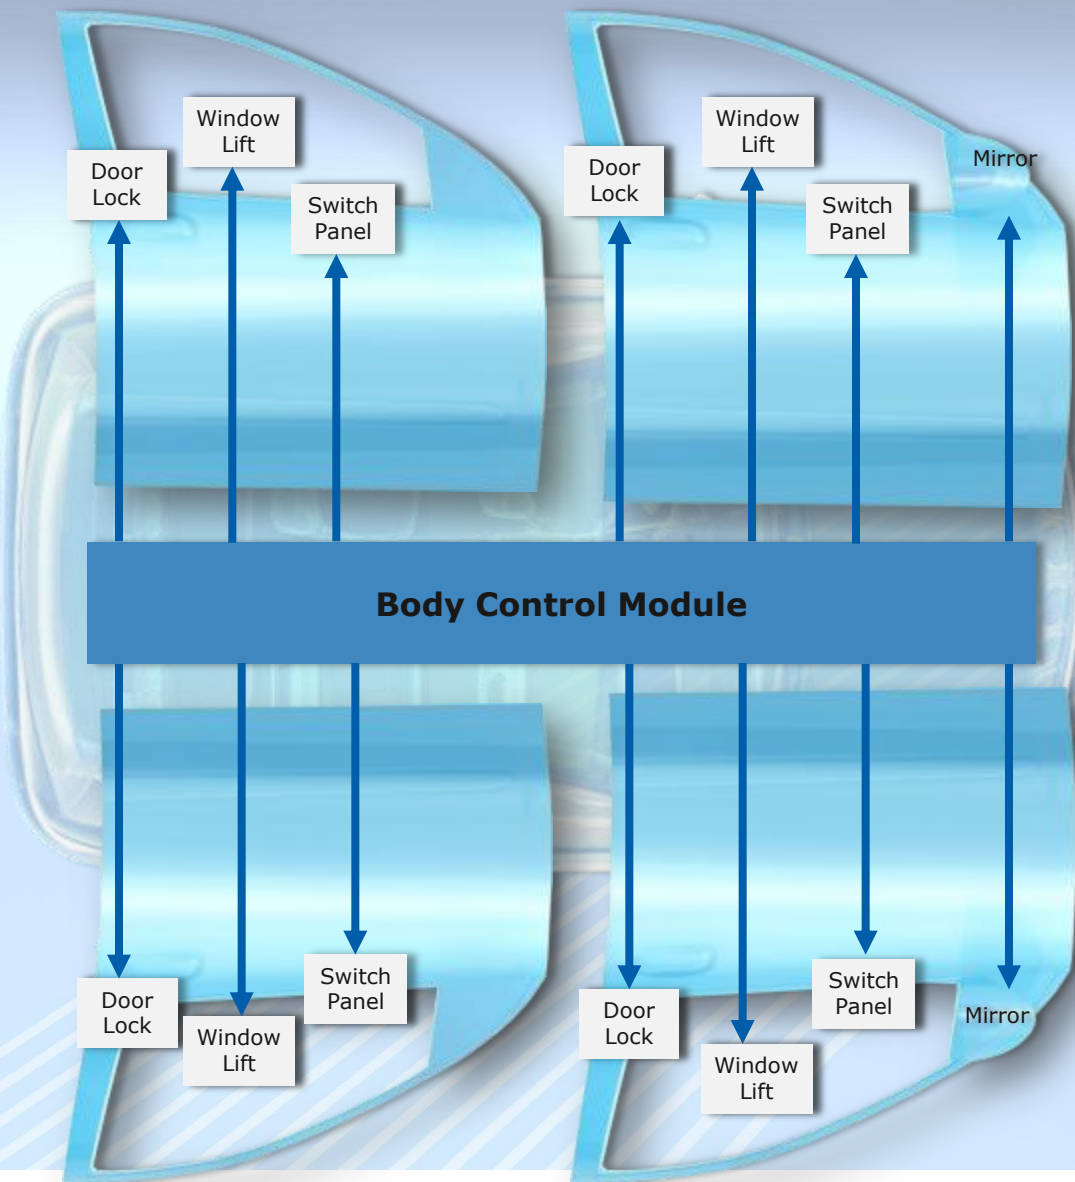 Window
Lift
Door
Lock
Switch
Panel
Window
Lift
Door
Lock
Switch
Panel
Mirror
Body Control Module
Door
Lock
Window
Lift
Switch
Panel
Door
Lock
Window
Lift
Switch
Panel
Mirror